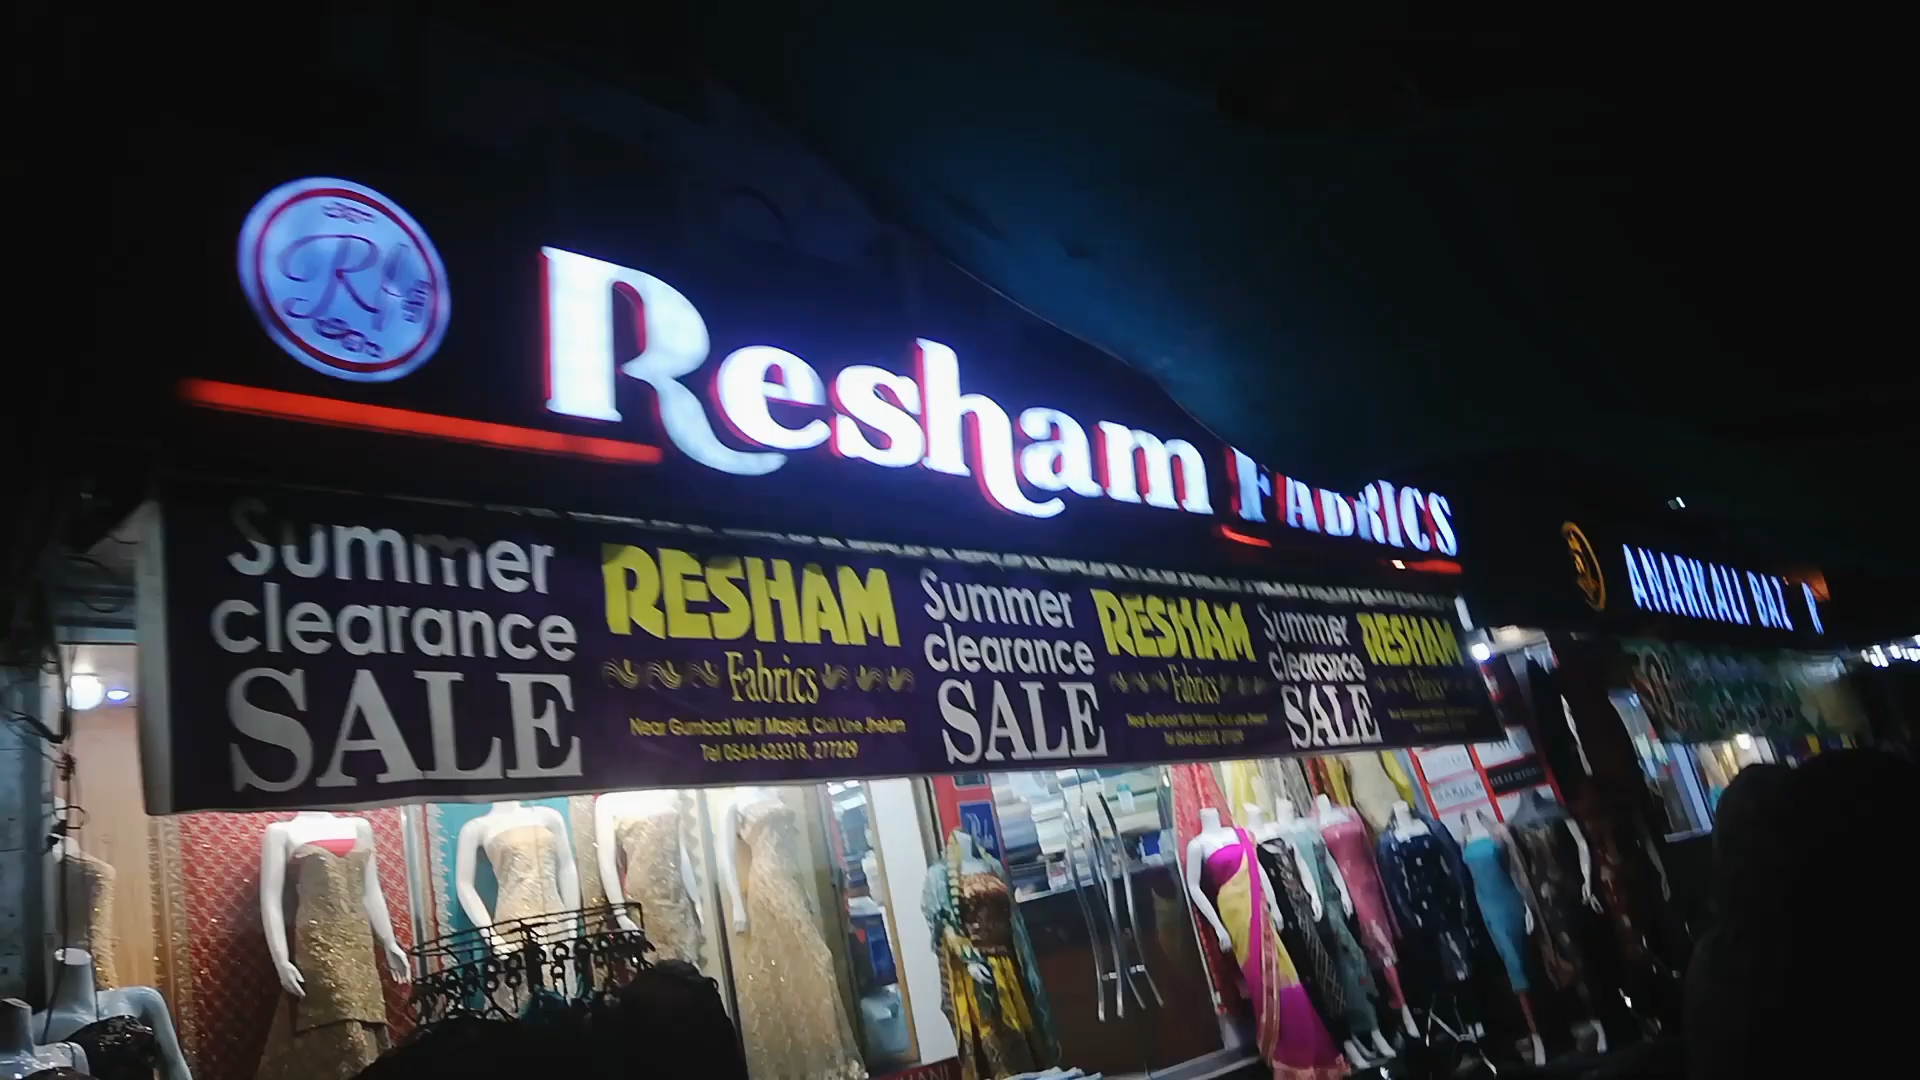 Resham FABRICS
Summer
clearance
SALE
RESHAM
Fabrics
Near Gumbad Wali Masjid, Civil Line Jhelum
Tel 0544-623318, 277229
Summer
clearance
SALE
RESHAM
Fabrics
Summer
clearance
SALE
RESHAM
Fabrics
ANARKALI BAZ R